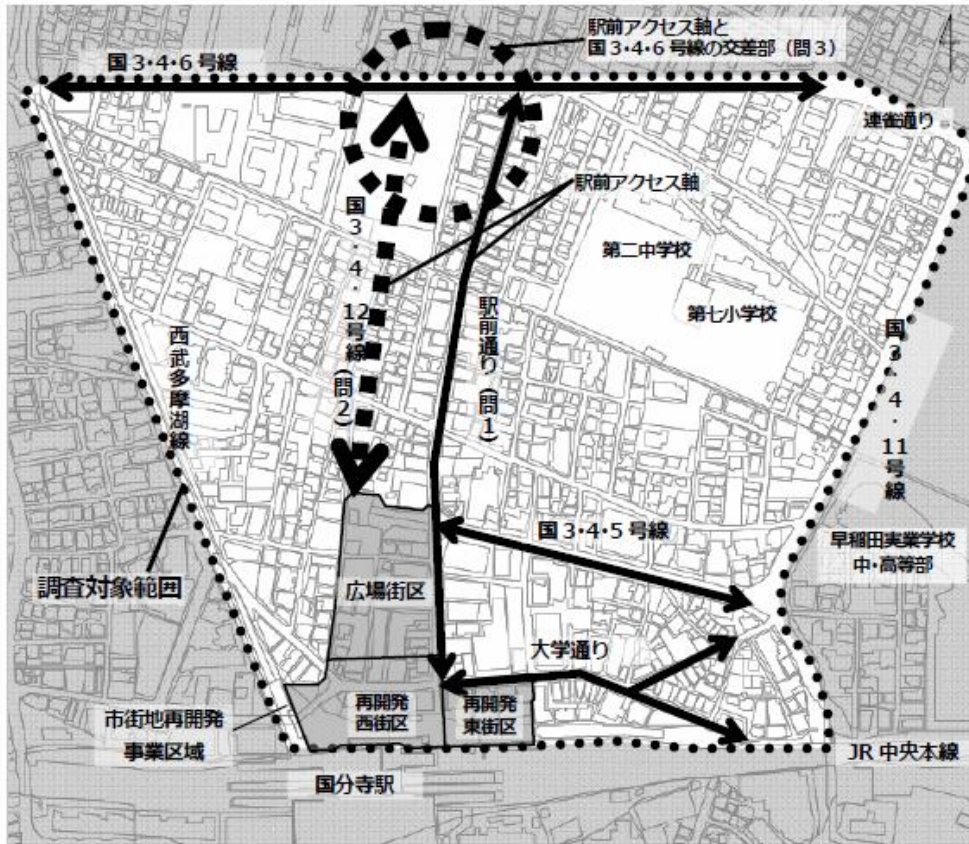 駅前アクセス軸と
国3・4・6号線の交差部（問3）
国3・4・6号線
連雀通り
駅前アクセス軸
国3・4・12号線（問2）
第二中学校
第七小学校
駅前通り（問1）
西武多摩湖線
国3・4・11号線
国3・4・5号線
早稲田実業学校
中・高等部
調査対象範囲
広場街区
大学通り
市街地再開発
事業区域
再開発
西街区
再開発
東街区
JR中央本線
国分寺駅